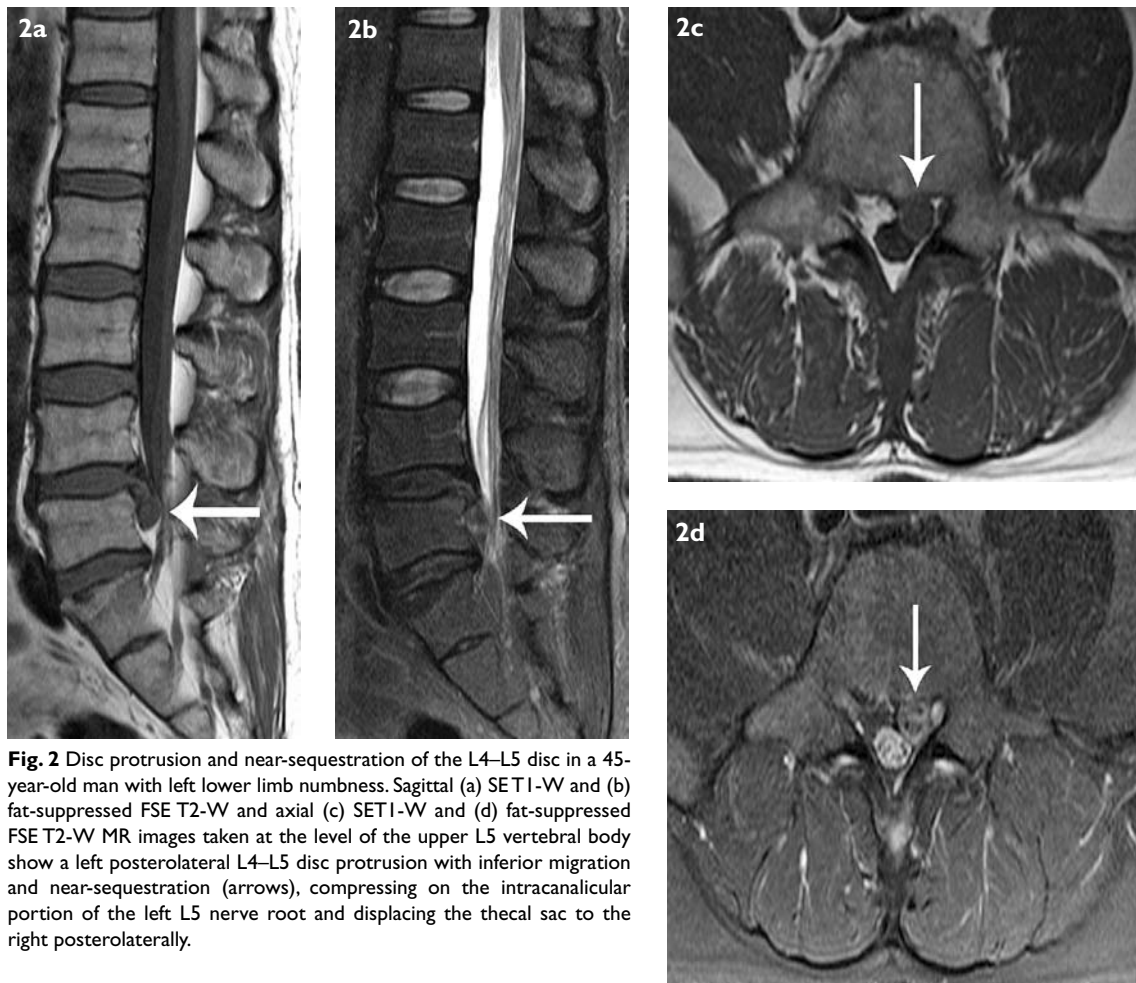 2a
2b
2c
2d
Fig. 2 Disc protrusion and near-sequestration of the L4–L5 disc in a 45-
year-old man with left lower limb numbness. Sagittal (a) SE T1-W and (b)
fat-suppressed FSE T2-W and axial (c) SET1-W and (d) fat-suppressed
FSE T2-W MR images taken at the level of the upper L5 vertebral body
show a left posterolateral L4–L5 disc protrusion with inferior migration
and near-sequestration (arrows), compressing on the intracanalicular
portion of the left L5 nerve root and displacing the thecal sac to the
right posterolaterally.